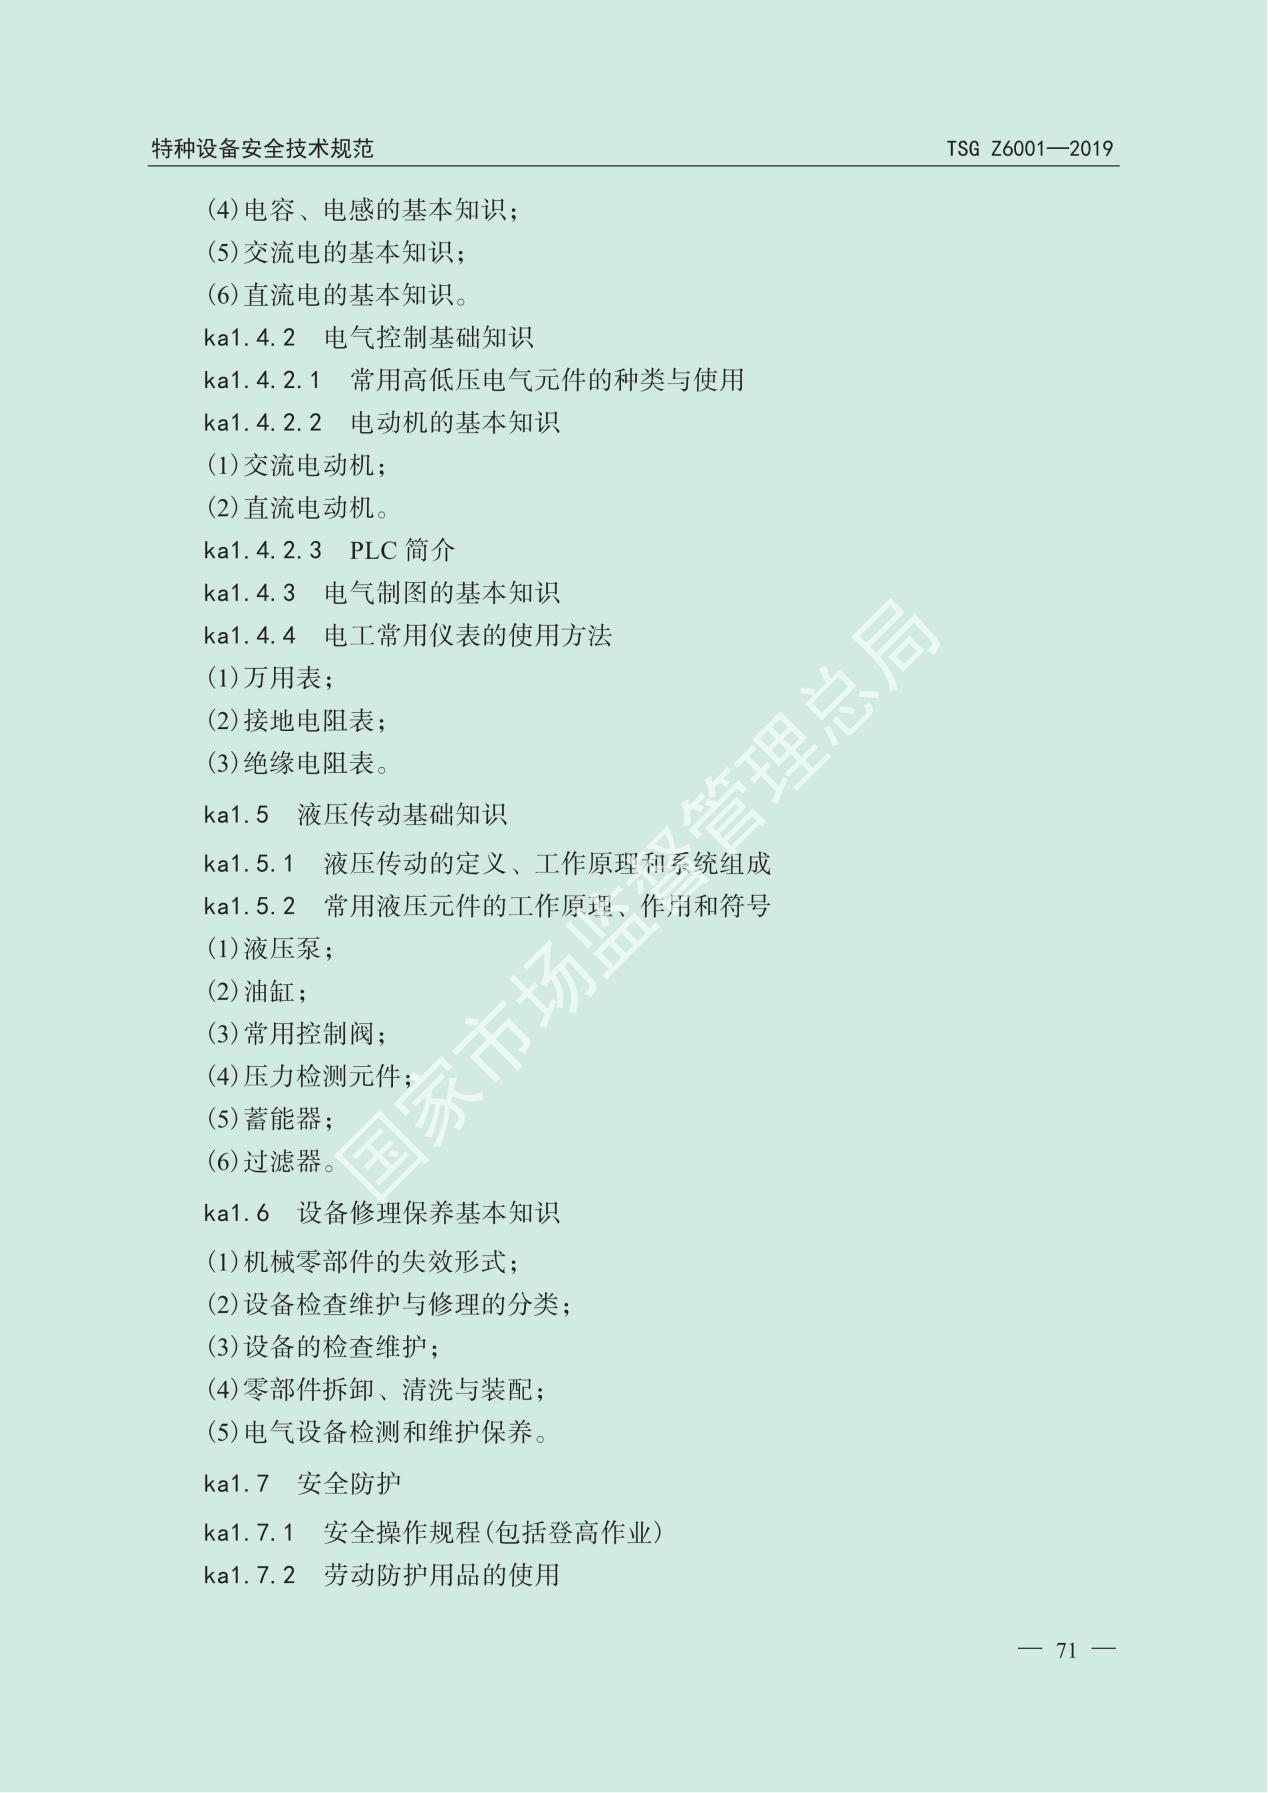 特种设备安全技术规范 TSG Z6001—2019
(4)电容、电感的基本知识；
(5)交流电的基本知识；
(6)直流电的基本知识。
ka1.4.2 电气控制基础知识
ka1.4.2.1 常用高低压电气元件的种类与使用
ka1.4.2.2 电动机的基本知识
(1)交流电动机；
(2)直流电动机。
ka1.4.2.3 PLC 简介
ka1.4.3 电气制图的基本知识
ka1.4.4 电工常用仪表的使用方法
(1)万用表；
(2)接地电阻表；
(3)绝缘电阻表。
ka1.5 液压传动基础知识
ka1.5.1 液压传动的定义、工作原理和系统组成
ka1.5.2 常用液压元件的工作原理、作用和符号
(1)液压泵；
(2)油缸；
(3)常用控制阀；
(4)压力检测元件；
(5)蓄能器；
(6)过滤器。
ka1.6 设备修理保养基本知识
(1)机械零部件的失效形式；
(2)设备检查维护与修理的分类；
(3)设备的检查维护；
(4)零部件拆卸、清洗与装配；
(5)电气设备检测和维护保养。
ka1.7 安全防护
ka1.7.1 安全操作规程(包括登高作业)
ka1.7.2 劳动防护用品的使用
— 71 —
国家市场监督管理总局